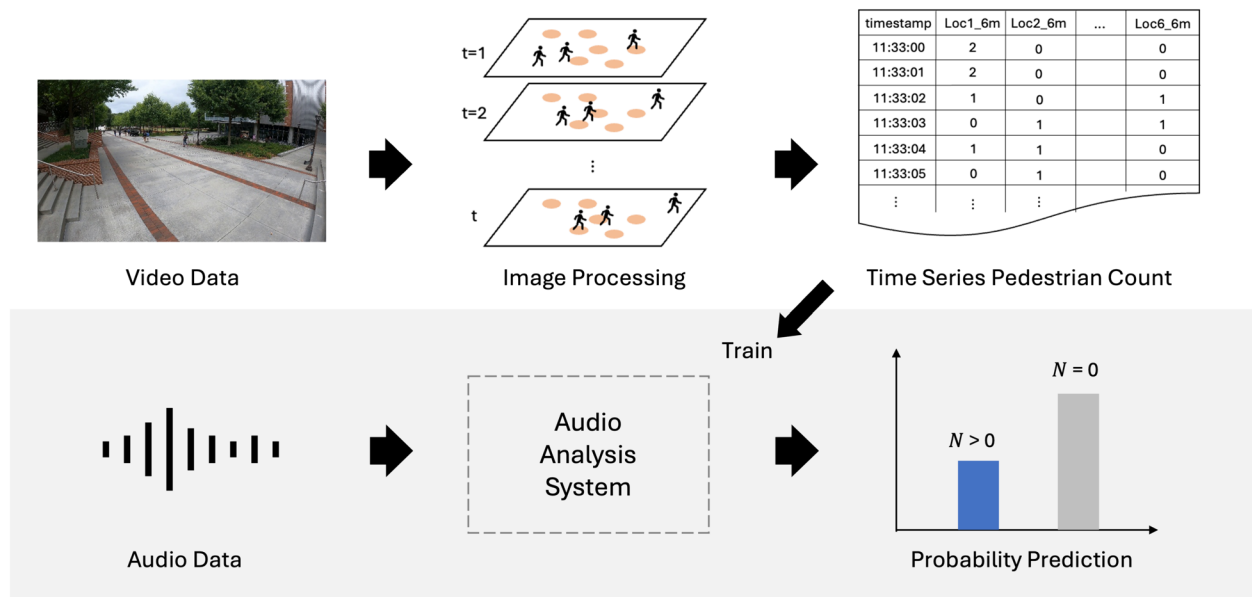 timestamp Loc1_6m Loc2_6m ... Loc6_6m
11:33:00 2 0 0
11:33:01 2 0 0
11:33:02 1 0 1
11:33:03 0 1 1
11:33:04 1 1 0
11:33:05 0 1 0
⋮ ⋮ ⋮
t=1
t=2
⋮
t
Video Data
Image Processing
Time Series Pedestrian Count
Train
Audio
Analysis
System
N = 0
N > 0
Audio Data
Probability Prediction